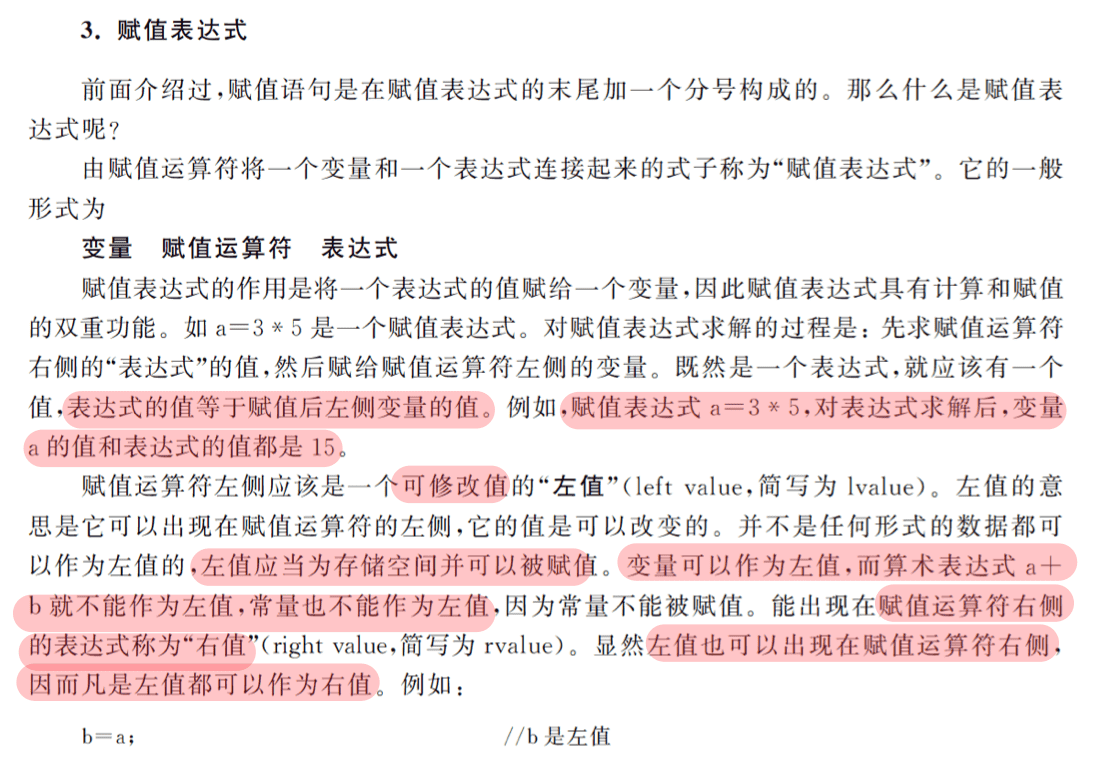 3. 赋值表达式
前面介绍过,赋值语句是在赋值表达式的末尾加一个分号构成的。那么什么是赋值表
达式呢?
由赋值运算符将一个变量和一个表达式连接起来的式子称为“赋值表达式”。它的一般
形式为
变量 赋值运算符 表达式
赋值表达式的作用是将一个表达式的值赋给一个变量,因此赋值表达式具有计算和赋值
的双重功能。如 a=3*5 是一个赋值表达式。对赋值表达式求解的过程是:先求赋值运算符
右侧的“表达式”的值,然后赋给赋值运算符左侧的变量。既然是一个表达式,就应该有一个
值,表达式的值等于赋值后左侧变量的值。例如,赋值表达式 a=3*5,对表达式求解后,变量
a 的值和表达式的值都是 15。
赋值运算符左侧应该是一个可修改值的“左值”(left value,简写为 lvalue)。左值的意
思是它可以出现在赋值运算符的左侧,它的值是可以改变的。并不是任何形式的数据都可
以作为左值的,左值应当为存储空间并可以被赋值。变量可以作为左值,而算术表达式 a+
b 就不能作为左值,常量也不能作为左值,因为常量不能被赋值。能出现在赋值运算符右侧
的表达式称为“右值”(right value,简写为 rvalue)。显然左值也可以出现在赋值运算符右侧,
因而凡是左值都可以作为右值。例如:
b=a; //b 是左值